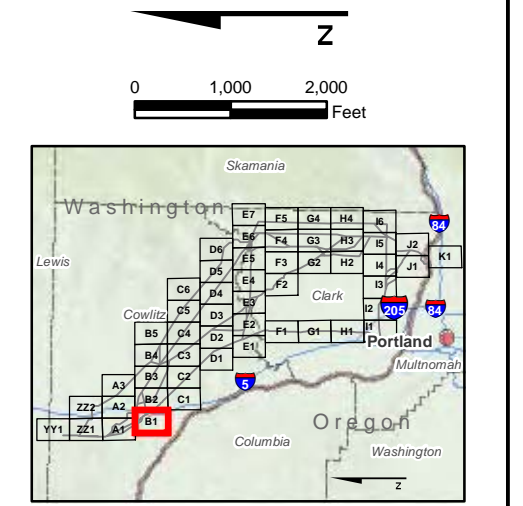 Z
0 1,000 2,000
Feet
Skamania
Washington
E7 F5 G4 H4 I6
84
E6 F4 G3 H3 I5 J2
D6 K1
Lewis
E5 F3 G2 H2 I4 J1
D5
C6 D4 E4 F2 I3
Clark
C5 D3 E3 I2 205 84
Cowlitz
B5 C4 D2 E2 F1 G1 H1 I1
Portland
B4 C3 D1 E1
Multnomah
A3 B3 C2 5
ZZ2 A2 B2 C1
YY1 ZZ1 A1 B1
Oregon
Columbia
Washington
Z